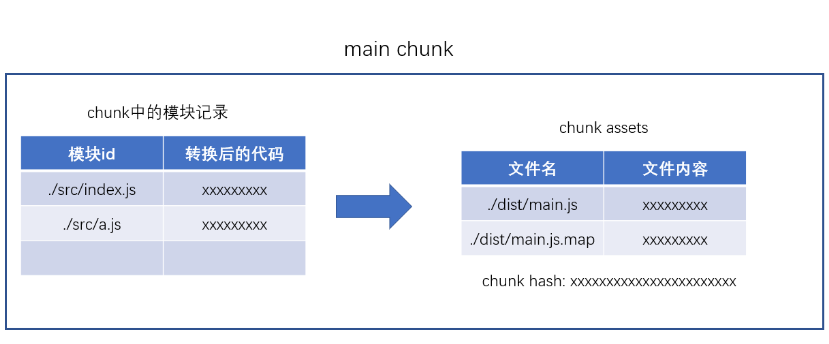 main chunk
chunk中的模块记录
模块id 转换后的代码
./src/index.js xxxxxxxxx
./src/a.js xxxxxxxxx
chunk assets
文件名 文件内容
./dist/main.js xxxxxxxxx
./dist/main.js.map xxxxxxxxx
chunk hash: xxxxxxxxxxxxxxxxxxxxxxx